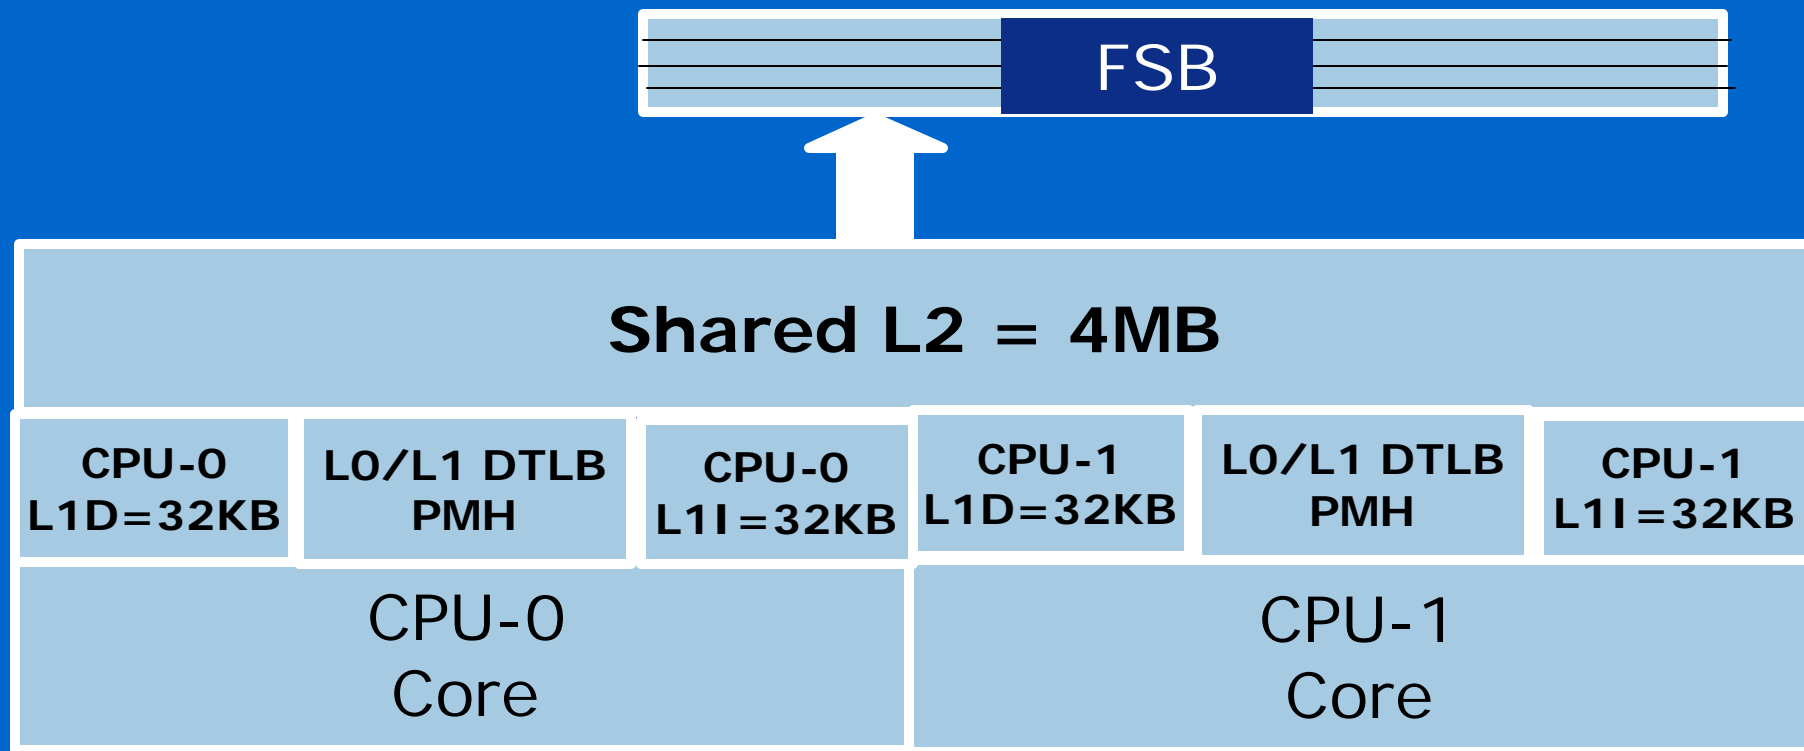 FSB
Shared L2 = 4MB
CPU-0
L1D=32KB
L0/L1 DTLB
PMH
CPU-0
L1I=32KB
CPU-1
L1D=32KB
L0/L1 DTLB
PMH
CPU-1
L1I=32KB
CPU-0
Core
CPU-1
Core